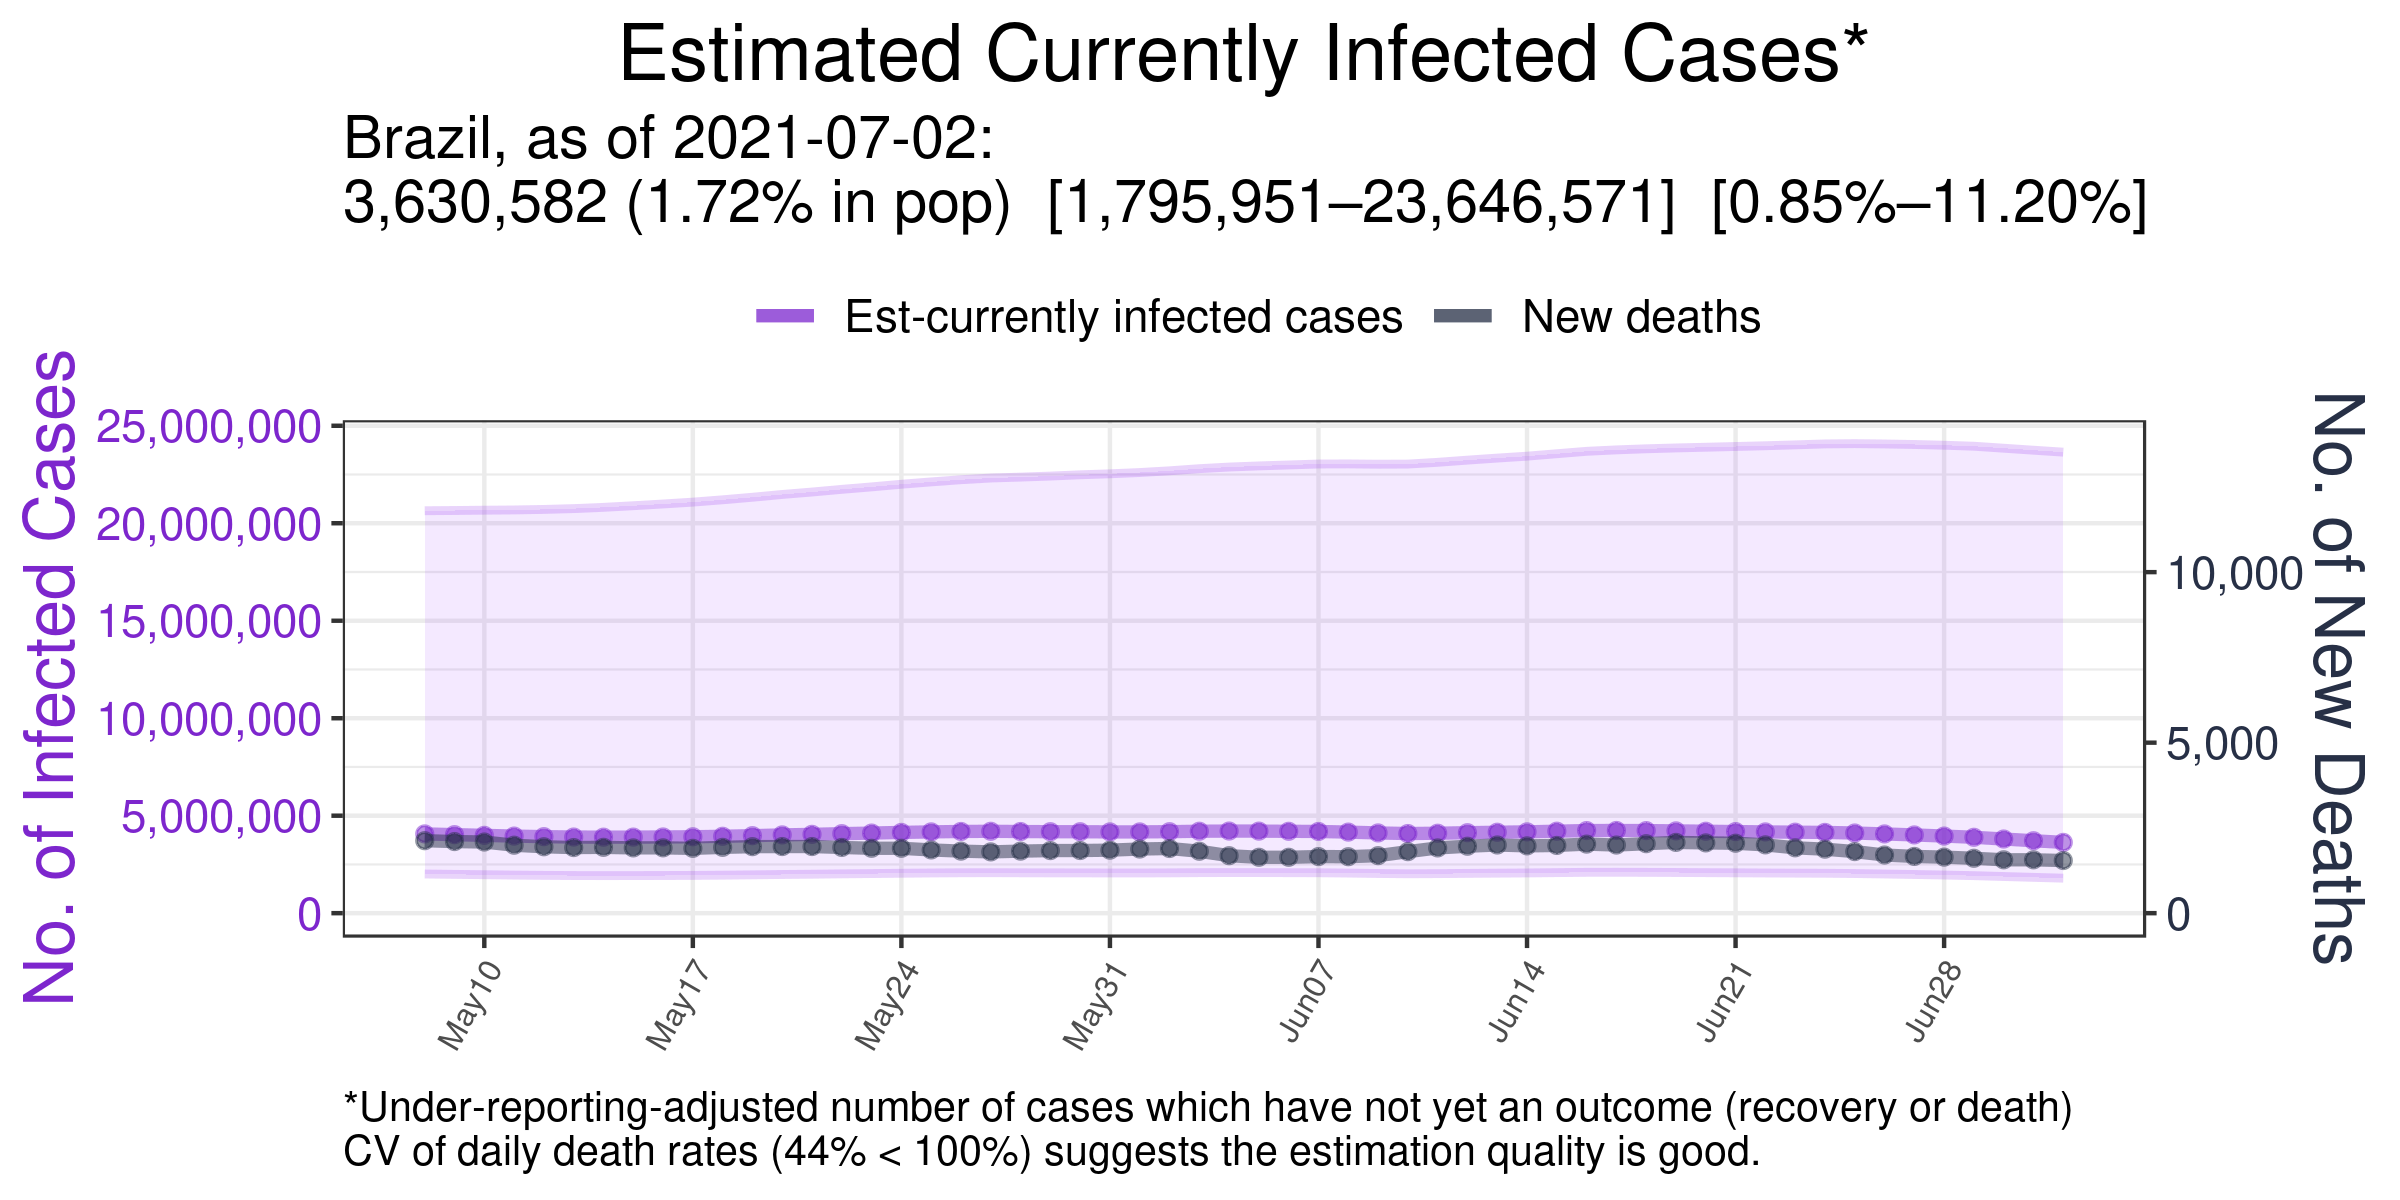 Estimated Currently Infected Cases*
Brazil, as of 2021-07-02:
3,630,582 (1.72% in pop) [1,795,951–23,646,571] [0.85%–11.20%]
Est-currently infected cases New deaths
No. of Infected Cases
25,000,000
20,000,000
15,000,000
10,000,000
5,000,000
0
10,000
5,000
0
No. of New Deaths
May10 May17 May24 May31 Jun07 Jun14 Jun21 Jun28
*Under-reporting-adjusted number of cases which have not yet an outcome (recovery or death)
CV of daily death rates (44% < 100%) suggests the estimation quality is good.